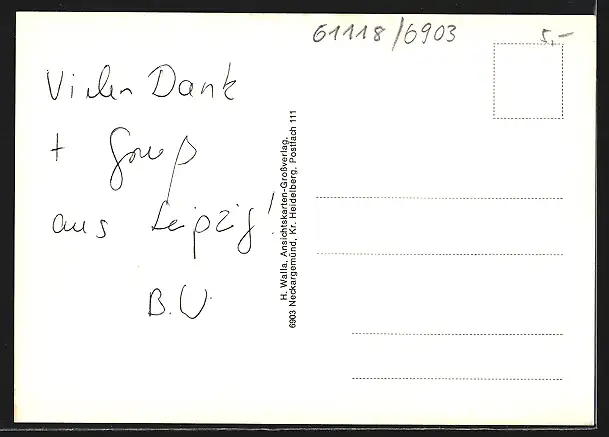 61118/6903
5,-
Vielen Dank
+ Gruß
aus Leipzig!
B.V.
H. Walla, Ansichtskarten-Großverlag,
6903 Neckargemünd, Kr. Heidelberg, Postfach 111